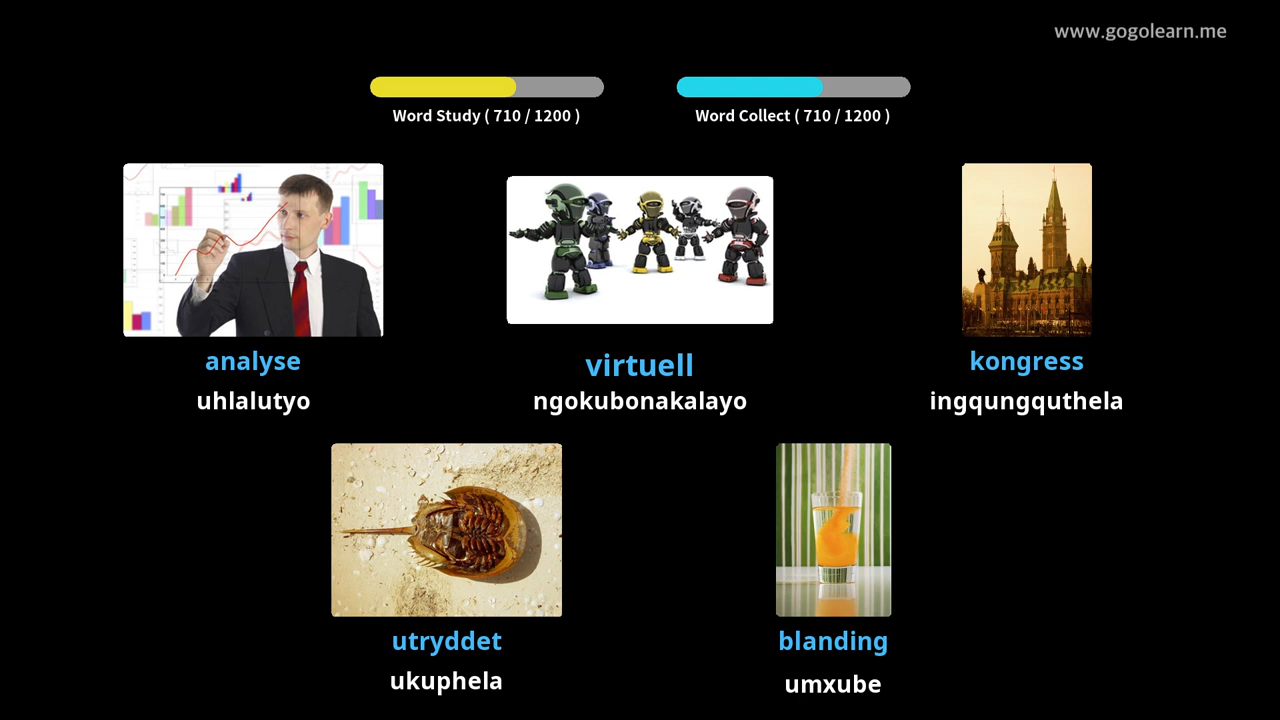 www.gogolearn.me
Word Study ( 710 / 1200 )
Word Collect ( 710 / 1200 )
analyse
virtuell
kongress
uhlalutyo
ngokubonakalayo
ingqungquthela
utryddet
blanding
ukuphela
umxube